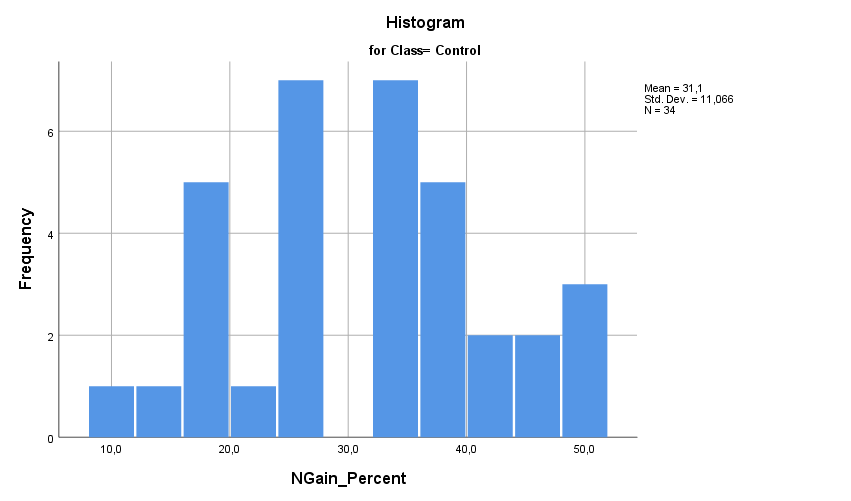 Histogram
for Class= Control
Mean = 31,1
Std. Dev. = 11,066
N = 34
Frequency
6
4
2
0
10,0 20,0 30,0 40,0 50,0
NGain_Percent